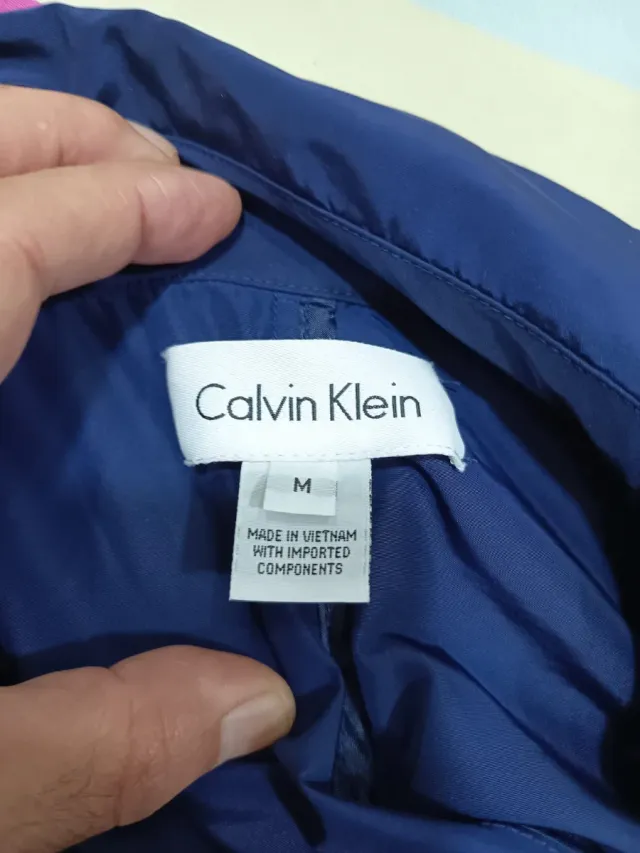 Calvin Klein
M
MADE IN VIETNAM
WITH IMPORTED
COMPONENTS